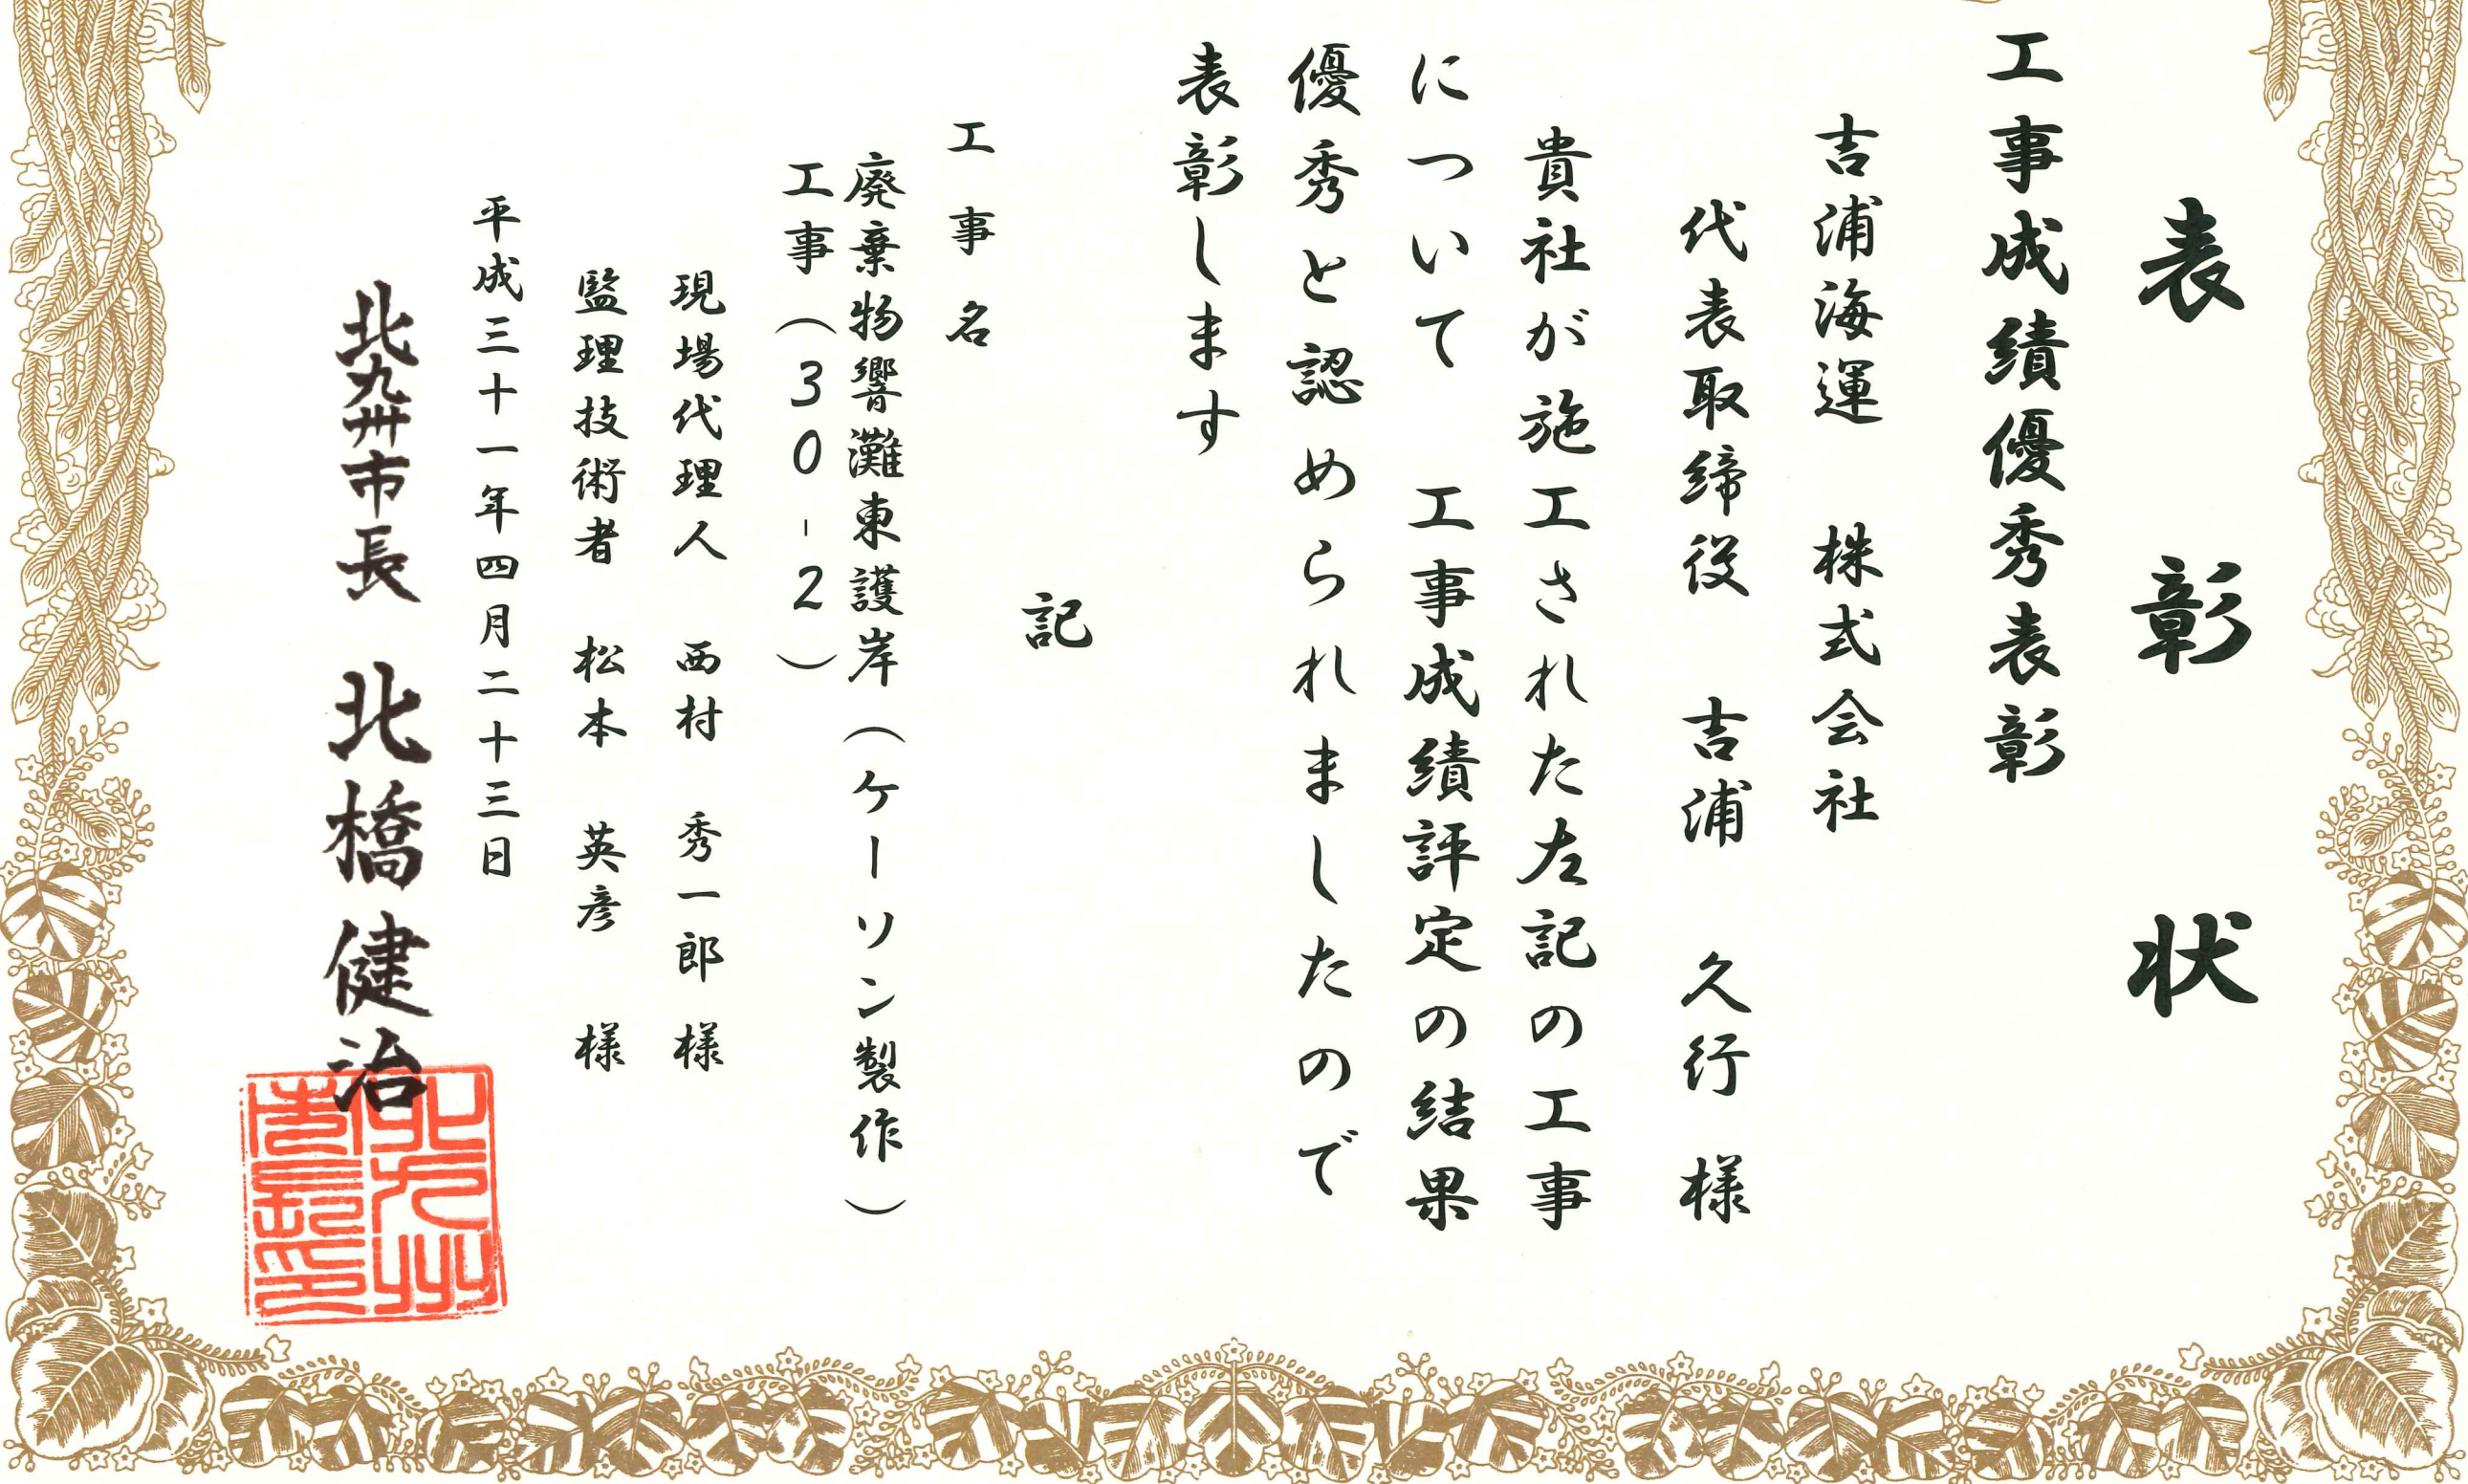 表彰状
工事成績優秀表彰
吉浦海運　株式会社
代表取締役　吉浦　久行　様
貴社が施工された左記の工事
について　工事成績評定の結果
優秀と認められましたので
表彰します
記
工事名
廃棄物響灘東護岸（ケーソン製作）
工事（30-2）
現場代理人　西村　秀一郎　様
監理技術者　松本　英彦　様
平成三十一年四月二十三日
北九州市長　北橋健治
北九州
市長印